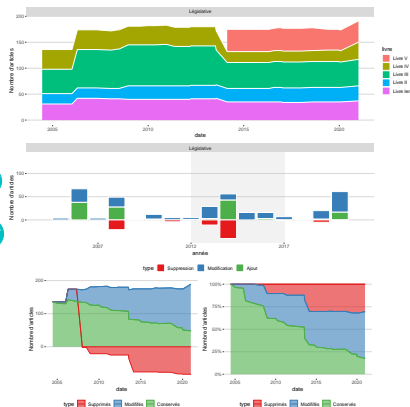 Législative
200
150
100
50
0
Nombre d'articles
2005
2010
2015
2020
date
livre
Livre V
Livre IV
Livre III
Livre II
Livre Ier
Législative
100
50
0
Nombre d'articles
2007
2012
2017
année
type Suppression Modification Ajout
200
100
0
Nombre d'articles
2005
2010
2015
2020
date
type Supprimés Modifiés Conservés
100%
75%
50%
25%
0%
Nombre d'articles
2005
2010
2015
2020
date
type Supprimés Modifiés Conservés